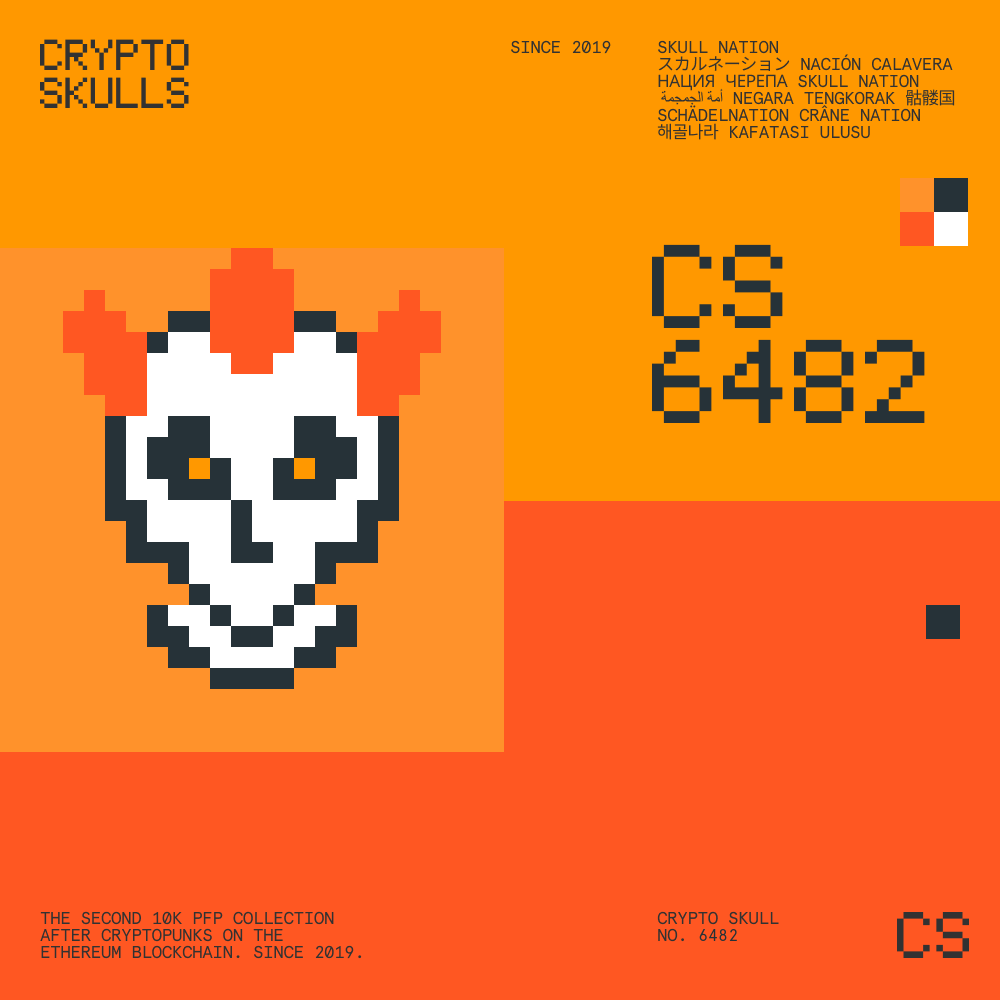 CRYPTO
SKULLS
SINCE 2019
SKULL NATION
スカルネーション NACIÓN CALAVERA
НАЦИЯ ЧЕРЕПА SKULL NATION
أمة الجمجمة NEGARA TENGKORAK 骷髅国
SCHÄDELNATION CRÂNE NATION
해골나라 KAFATASI ULUSU
CS
6482
THE SECOND 10K PFP COLLECTION
AFTER CRYPTOPUNKS ON THE
ETHEREUM BLOCKCHAIN. SINCE 2019.
CRYPTO SKULL
NO. 6482
CS